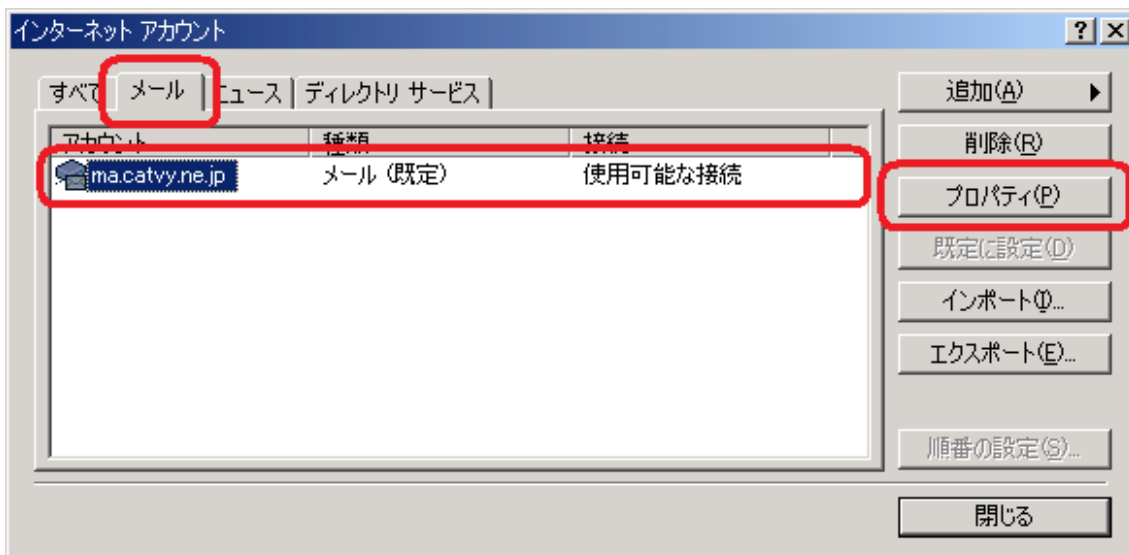 インターネット アカウント
すべて メール ニュース ディレクトリ サービス
アカウント 種類 接続
ma.catvy.ne.jp メール (既定) 使用可能な接続
追加(A)
削除(R)
プロパティ(P)
既定に設定(D)
インポート(I)...
エクスポート(E)...
順番の設定(S)...
閉じる